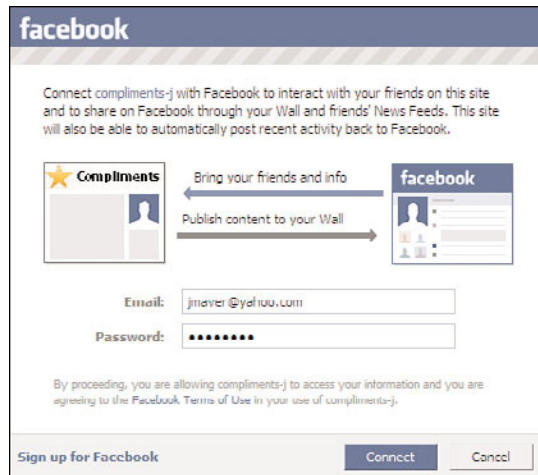 facebook
Connect compliments-j with Facebook to interact with your friends on this site
and to share on Facebook through your Wall and friends' News Feeds. This site
will also be able to automatically post recent activity back to Facebook.
Compliments
Bring your friends and info
facebook
Publish content to your Wall
Email:
jmaver@yahoo.com
Password:
••••••••
By proceeding, you are allowing compliments-j to access your information and you are
agreeing to the Facebook Terms of Use in your use of compliments-j.
Sign up for Facebook
Connect
Cancel